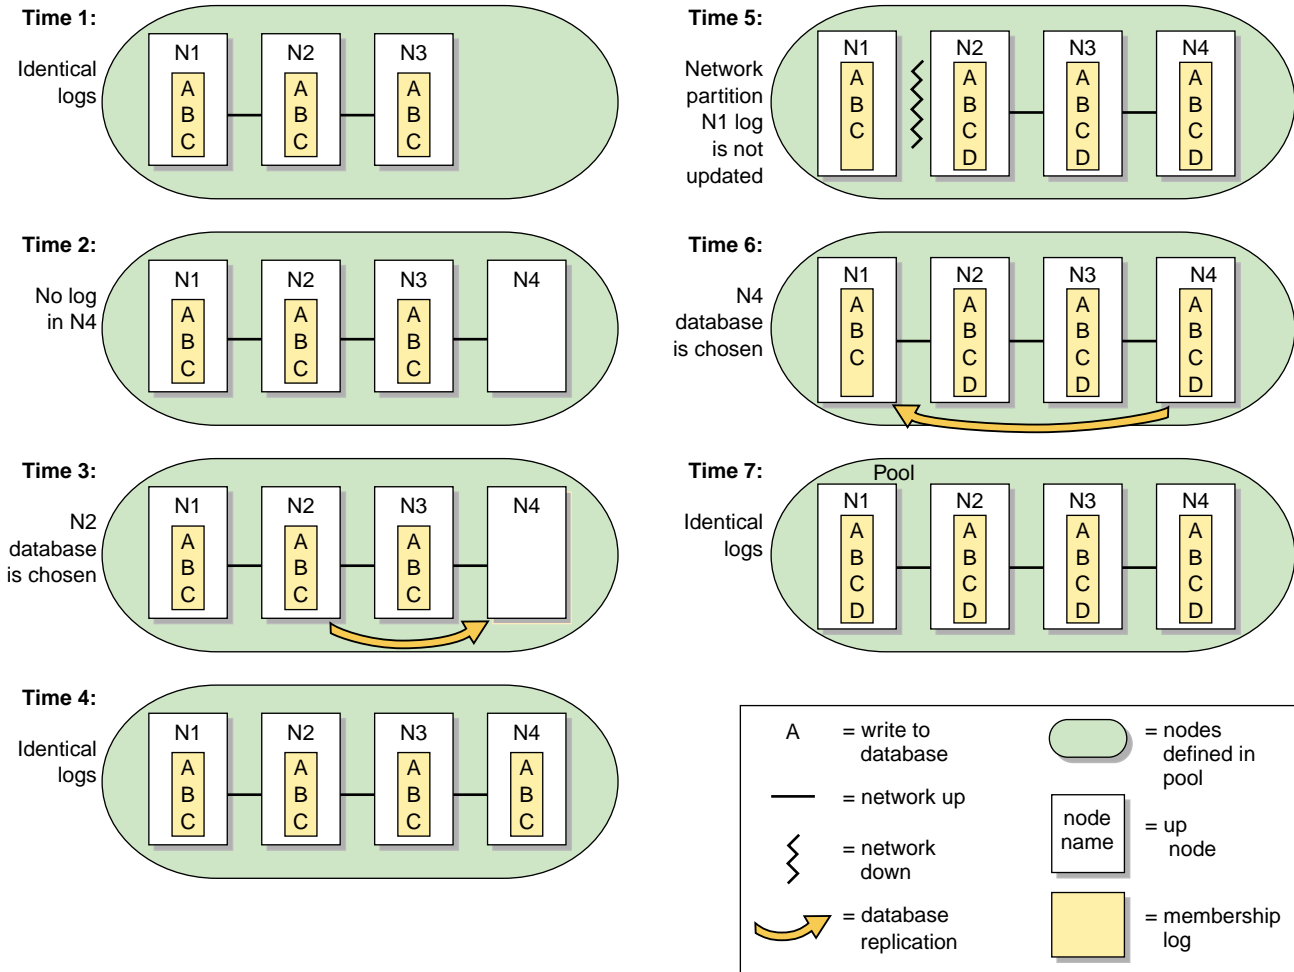 Time 1:
Identical
logs
N1
A
B
C
N2
A
B
C
N3
A
B
C
Time 2:
No log
in N4
N1
A
B
C
N2
A
B
C
N3
A
B
C
N4
Time 3:
N2
database
is chosen
N1
A
B
C
N2
A
B
C
N3
A
B
C
N4
Time 4:
Identical
logs
N1
A
B
C
N2
A
B
C
N3
A
B
C
N4
A
B
C
Time 5:
Network
partition
N1 log
is not
updated
N1
A
B
C
N2
A
B
C
D
N3
A
B
C
D
N4
A
B
C
D
Time 6:
N4
database
is chosen
N1
A
B
C
N2
A
B
C
D
N3
A
B
C
D
N4
A
B
C
D
Time 7:
Identical
logs
Pool
N1
A
B
C
D
N2
A
B
C
D
N3
A
B
C
D
N4
A
B
C
D
A = write to
database
= network up
= network
down
= database
replication
= nodes
defined in
pool
node
name
= up
node
= membership
log